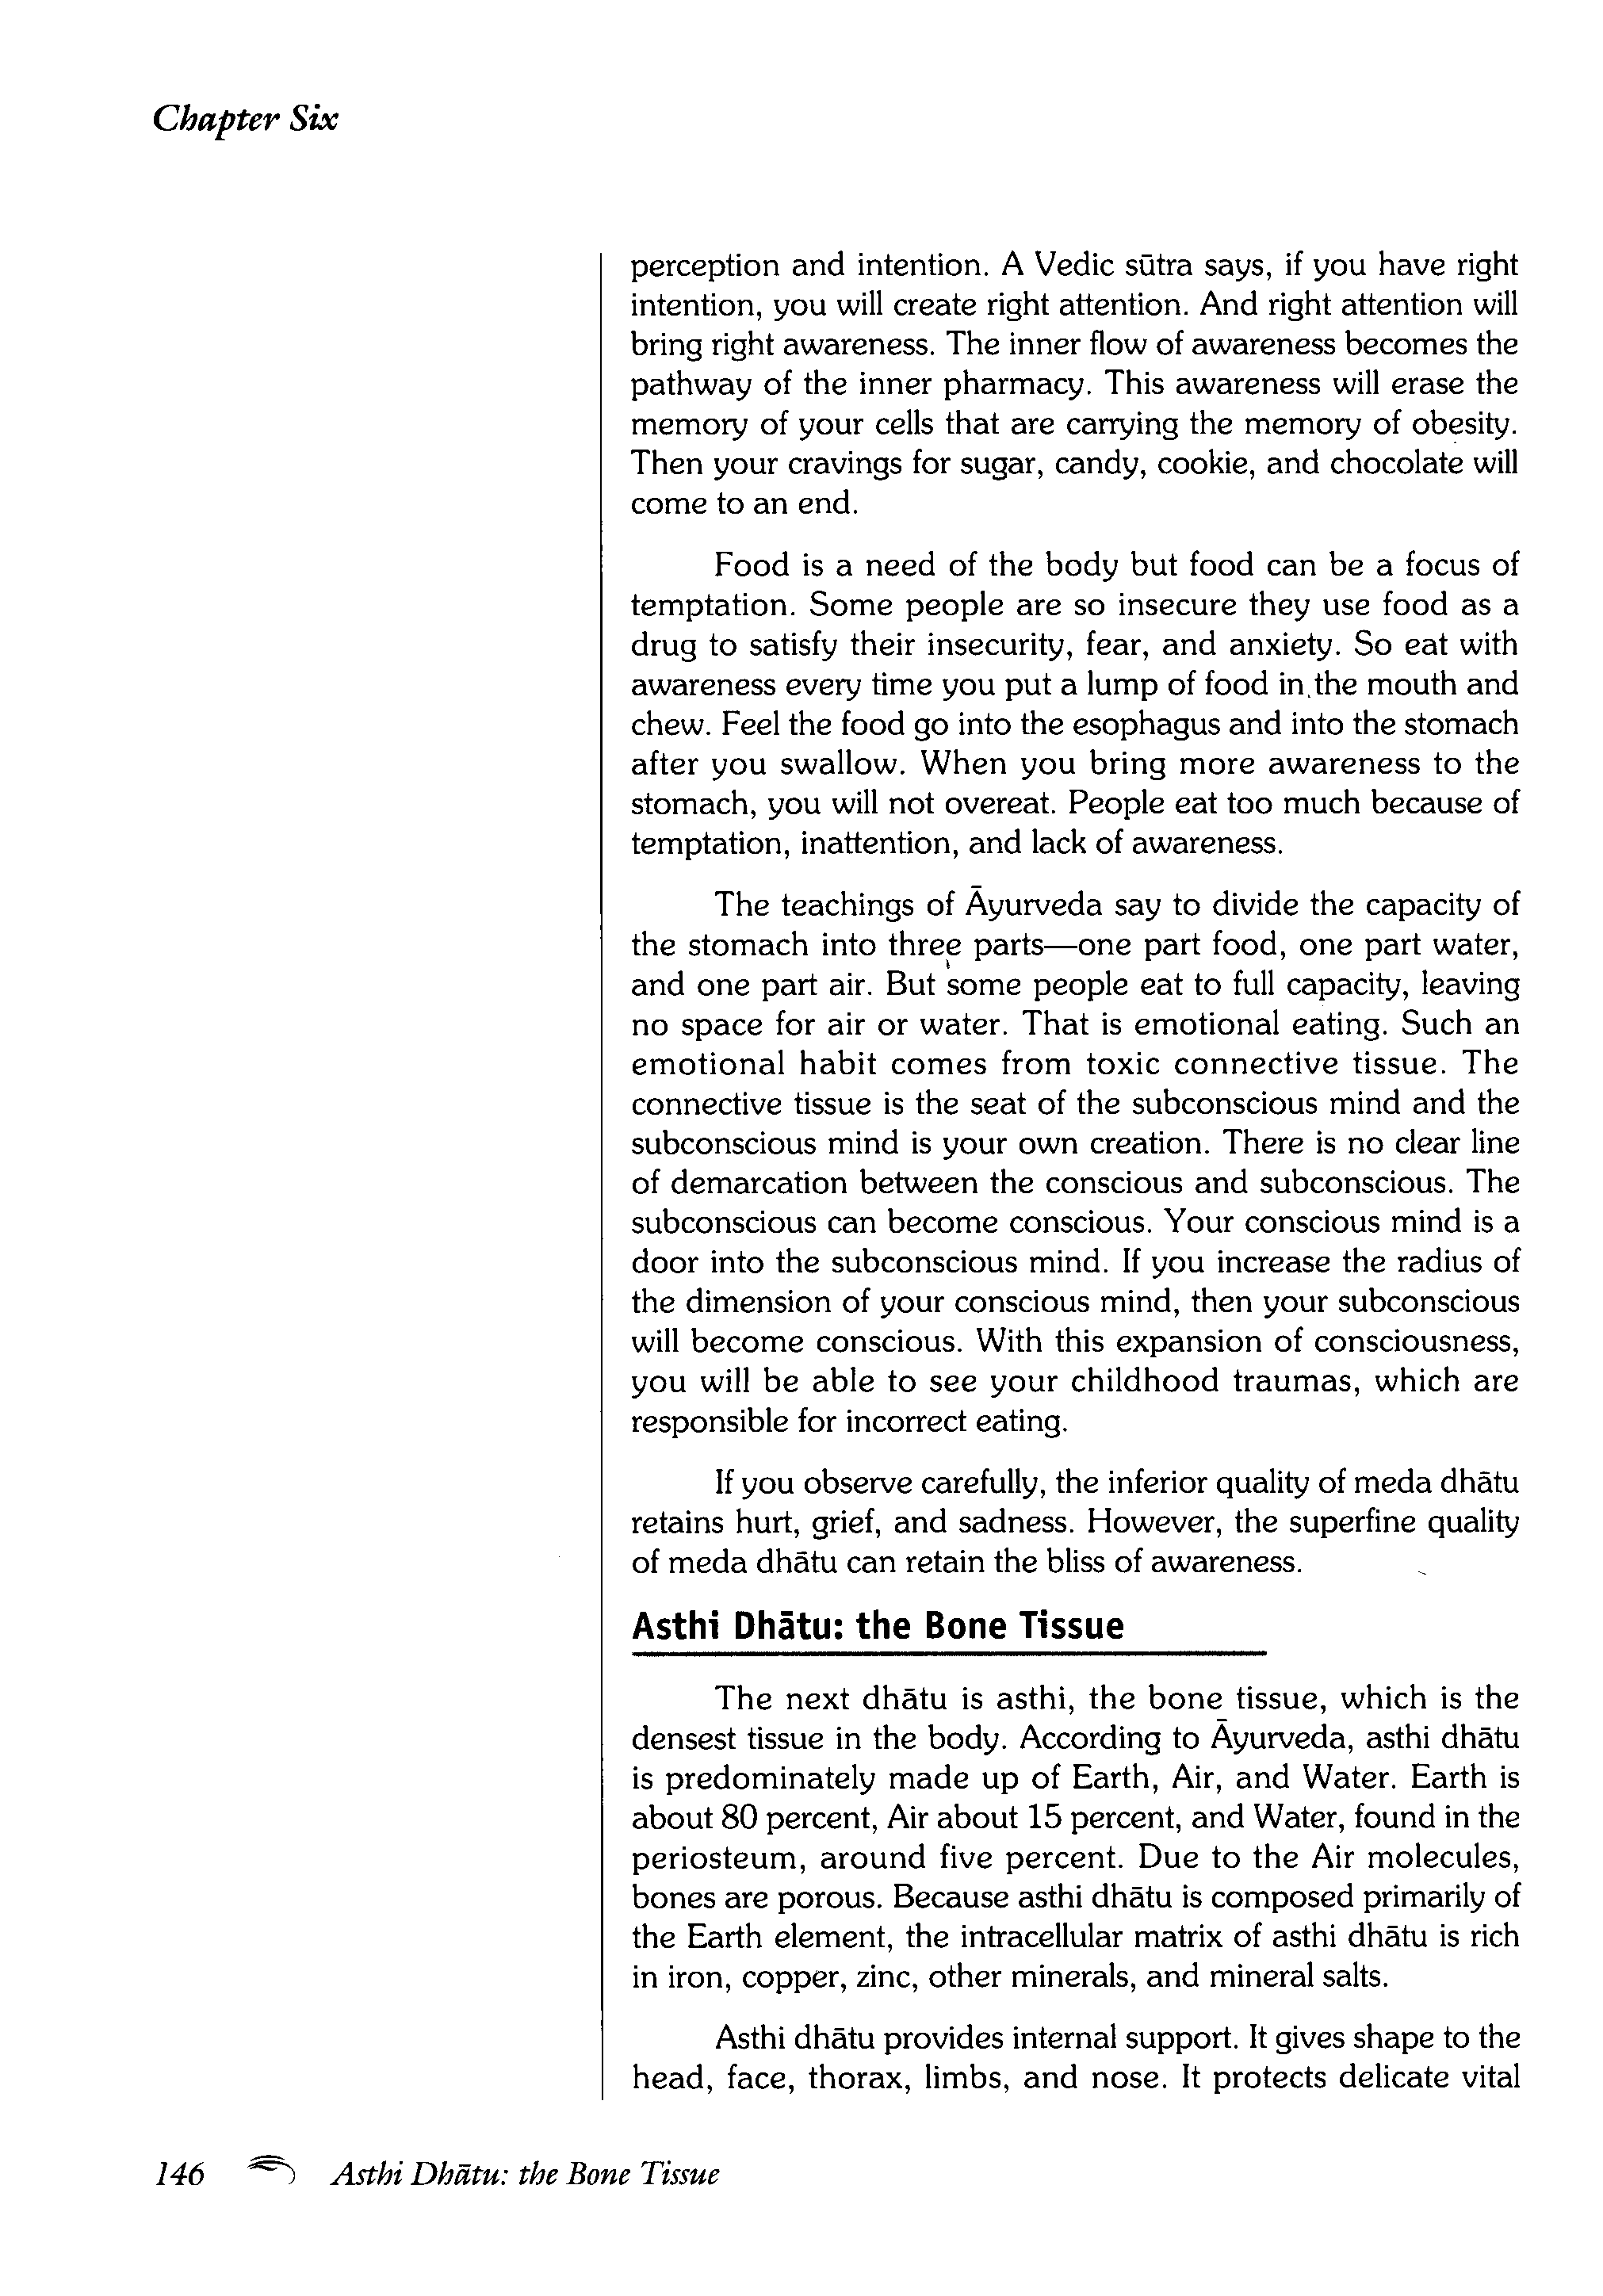 Chapter Six
perception and intention. A Vedic sūtra says, if you have right
intention, you will create right attention. And right attention will
bring right awareness. The inner flow of awareness becomes the
pathway of the inner pharmacy. This awareness will erase the
memory of your cells that are carrying the memory of obesity.
Then your cravings for sugar, candy, cookie, and chocolate will
come to an end.
Food is a need of the body but food can be a focus of
temptation. Some people are so insecure they use food as a
drug to satisfy their insecurity, fear, and anxiety. So eat with
awareness every time you put a lump of food in the mouth and
chew. Feel the food go into the esophagus and into the stomach
after you swallow. When you bring more awareness to the
stomach, you will not overeat. People eat too much because of
temptation, inattention, and lack of awareness.
The teachings of Āyurveda say to divide the capacity of
the stomach into three parts—one part food, one part water,
and one part air. But some people eat to full capacity, leaving
no space for air or water. That is emotional eating. Such an
emotional habit comes from toxic connective tissue. The
connective tissue is the seat of the subconscious mind and the
subconscious mind is your own creation. There is no clear line
of demarcation between the conscious and subconscious. The
subconscious can become conscious. Your conscious mind is a
door into the subconscious mind. If you increase the radius of
the dimension of your conscious mind, then your subconscious
will become conscious. With this expansion of consciousness,
you will be able to see your childhood traumas, which are
responsible for incorrect eating.
If you observe carefully, the inferior quality of meda dhātu
retains hurt, grief, and sadness. However, the superfine quality
of meda dhātu can retain the bliss of awareness.
Asthi Dhātu: the Bone Tissue
The next dhātu is asthi, the bone tissue, which is the
densest tissue in the body. According to Āyurveda, asthi dhātu
is predominately made up of Earth, Air, and Water. Earth is
about 80 percent, Air about 15 percent, and Water, found in the
periosteum, around five percent. Due to the Air molecules,
bones are porous. Because asthi dhātu is composed primarily of
the Earth element, the intracellular matrix of asthi dhātu is rich
in iron, copper, zinc, other minerals, and mineral salts.
Asthi dhātu provides internal support. It gives shape to the
head, face, thorax, limbs, and nose. It protects delicate vital
146 Asthi Dhātu: the Bone Tissue